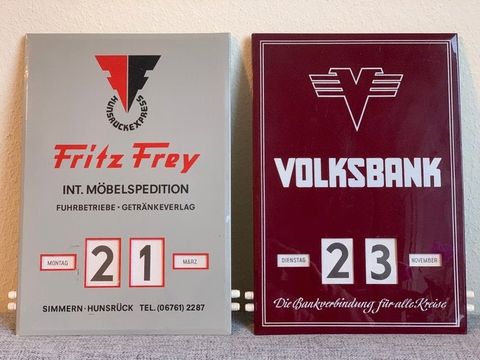 HUNSRÜCKEXPRESS
Fritz Frey
INT. MÖBELSPEDITION
FUHRBETRIEBE • GETRÄNKEVERLAG
MONTAG 21 MÄRZ
SIMMERN - HUNSRÜCK TEL. (06761) 2287
VOLKSBANK
DIENSTAG 23 NOVEMBER
Die Bankverbindung für alle Kreise